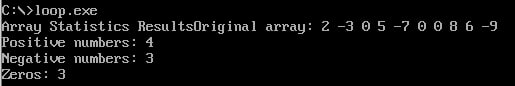 C:\>loop.exe
Array Statistics ResultsOriginal array: 2 -3 0 5 -7 0 0 8 6 -9
Positive numbers: 4
Negative numbers: 3
Zeros: 3